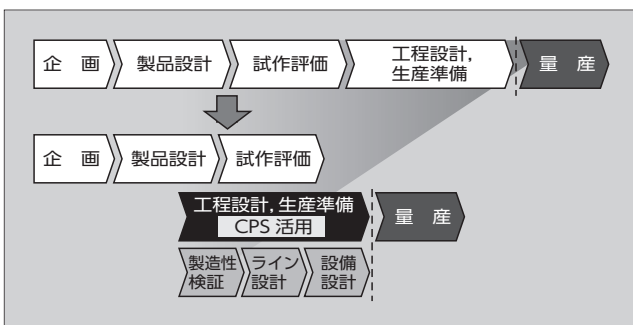 企 画
製品設計
試作評価
工程設計,
生産準備
量 産
企 画
製品設計
試作評価
工程設計, 生産準備
CPS 活用
量 産
製造性
検証
ライン
設計
設備
設計